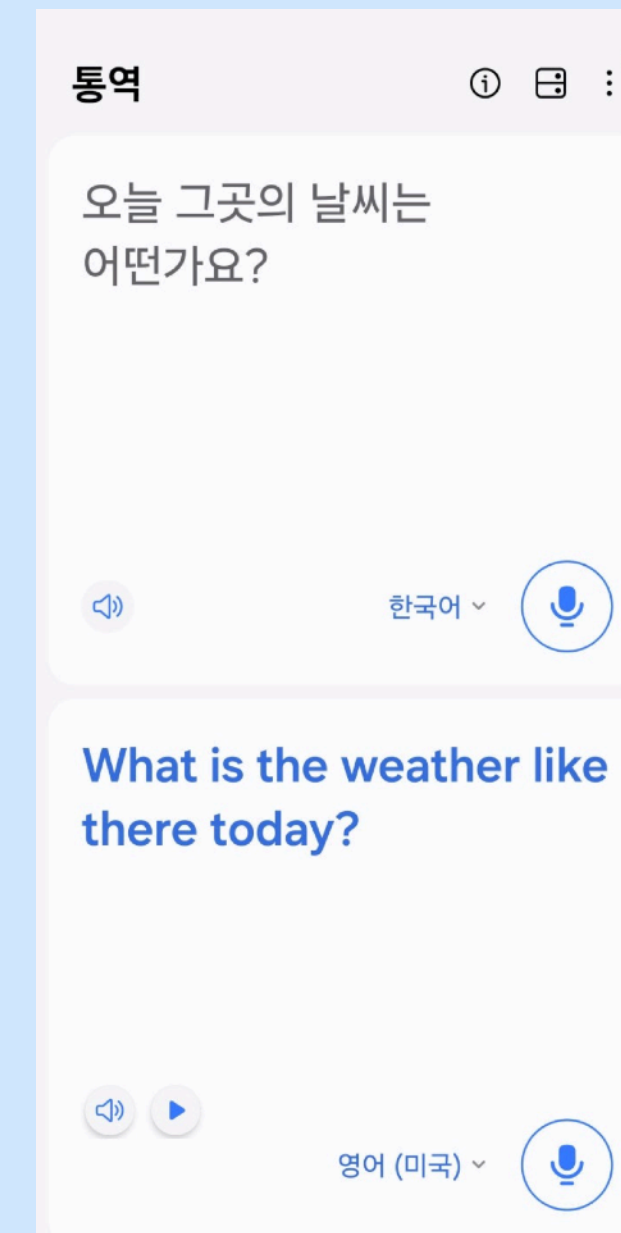 통역
오늘 그곳의 날씨는
어떤가요?
한국어
What is the weather like
there today?
영어 (미국)